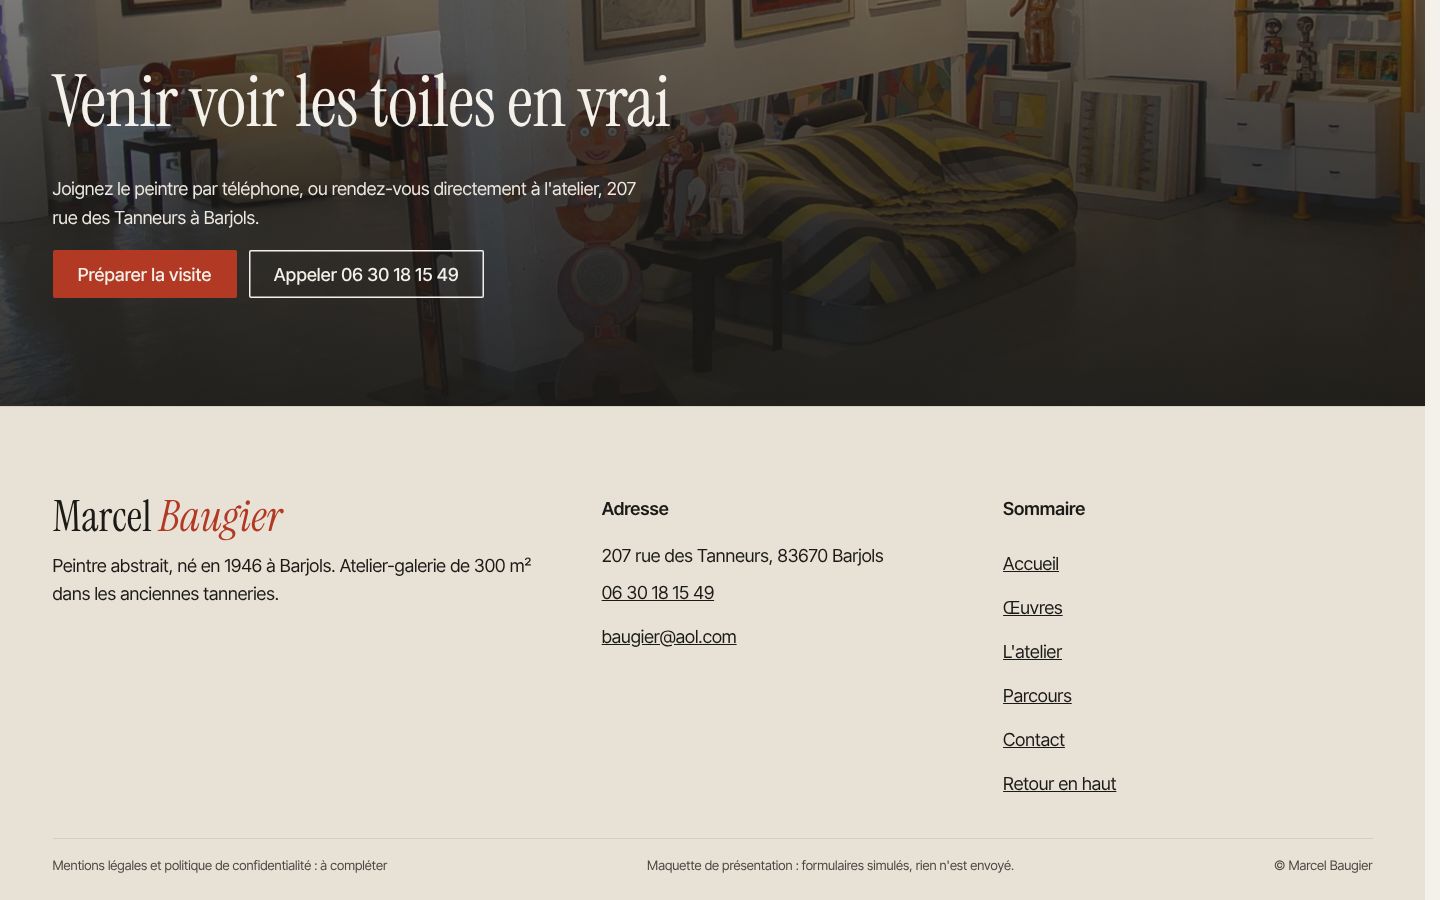 Venir voir les toiles en vrai
Joignez le peintre par téléphone, ou rendez-vous directement à l'atelier, 207
rue des Tanneurs à Barjols.
Préparer la visite
Appeler 06 30 18 15 49
Marcel Baugier
Peintre abstrait, né en 1946 à Barjols. Atelier-galerie de 300 m²
dans les anciennes tanneries.
Adresse
207 rue des Tanneurs, 83670 Barjols
06 30 18 15 49
baugier@aol.com
Sommaire
Accueil
Œuvres
L'atelier
Parcours
Contact
Retour en haut
Mentions légales et politique de confidentialité : à compléter
Maquette de présentation : formulaires simulés, rien n'est envoyé.
© Marcel Baugier